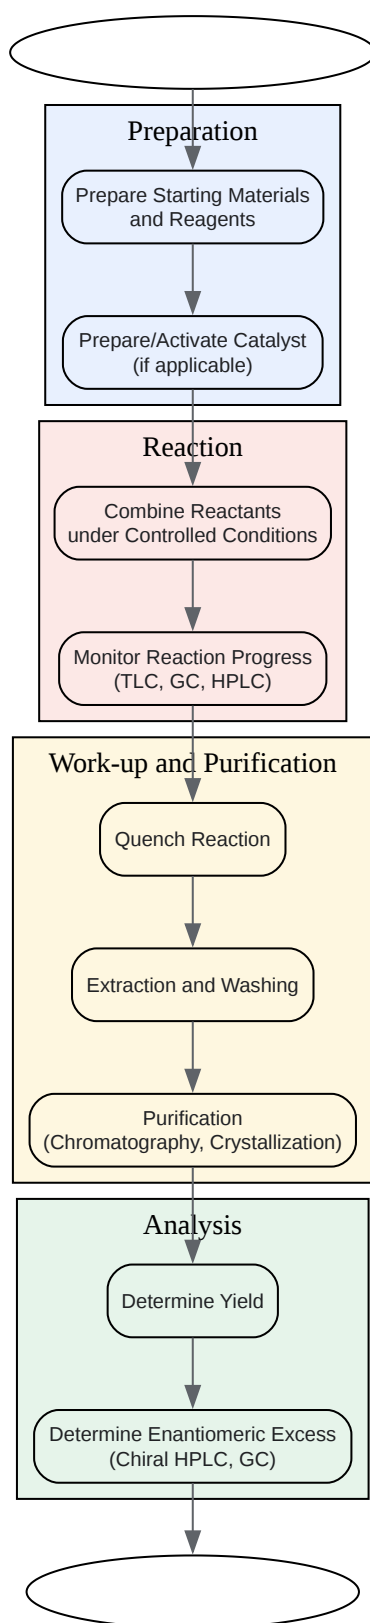 Preparation
Prepare Starting Materials
and Reagents
Prepare/Activate Catalyst
(if applicable)
Reaction
Combine Reactants
under Controlled Conditions
Monitor Reaction Progress
(TLC, GC, HPLC)
Work-up and Purification
Quench Reaction
Extraction and Washing
Purification
(Chromatography, Crystallization)
Analysis
Determine Yield
Determine Enantiomeric Excess
(Chiral HPLC, GC)